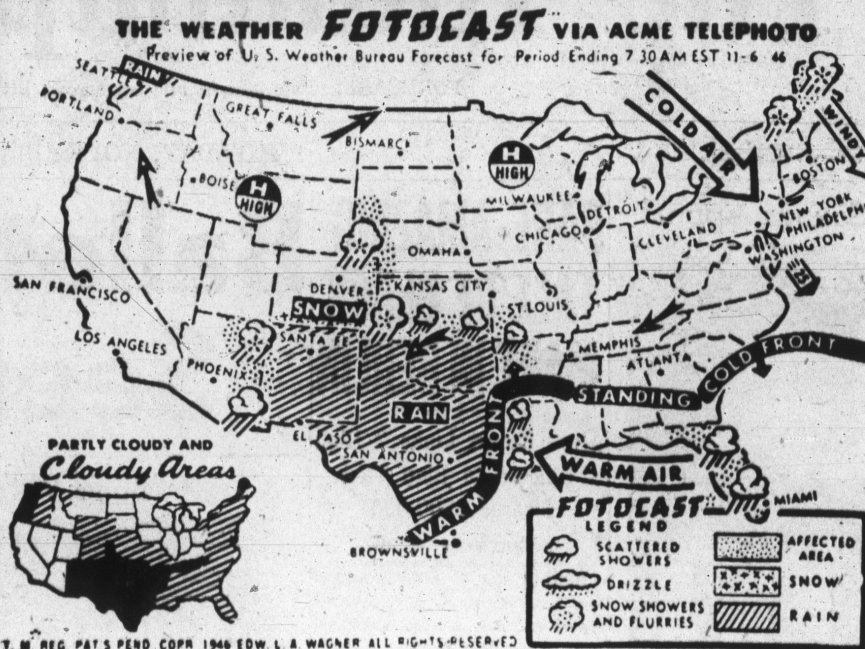 THE WEATHER FOTOCAST VIA ACME TELEPHOTO
Preview of U. S. Weather Bureau Forecast for Period Ending 7 30 AM EST 11-6 46
SEATTLE
RAIN
PORTLAND
GREAT FALLS
BISMARCK
COLD AIR
WINDY
BOSTON
BOISE
H
HIGH
H
HIGH
MILWAUKEE
DETROIT
CHICAGO
CLEVELAND
NEW YORK
PHILADELPHIA
WASHINGTON
OMAHA
DENVER
KANSAS CITY
ST. LOUIS
SAN FRANCISCO
SNOW
SANTA FE
LOS ANGELES
PHOENIX
MEMPHIS
ATLANTA
COLD FRONT
STANDING
RAIN
EL PASO
SAN ANTONIO
WARM FRONT
WARM AIR
MIAMI
BROWNSVILLE
PARTLY CLOUDY AND
Cloudy Areas
FOTOCAST
LEGEND
SCATTERED
SHOWERS
AFFECTED
AREA
DRIZZLE
SNOW
SNOW SHOWERS
AND FLURRIES
RAIN
T. M. REG. PAT'S PEND. COPR. 1946 EDW. L. A. WAGNER ALL RIGHTS RESERVED